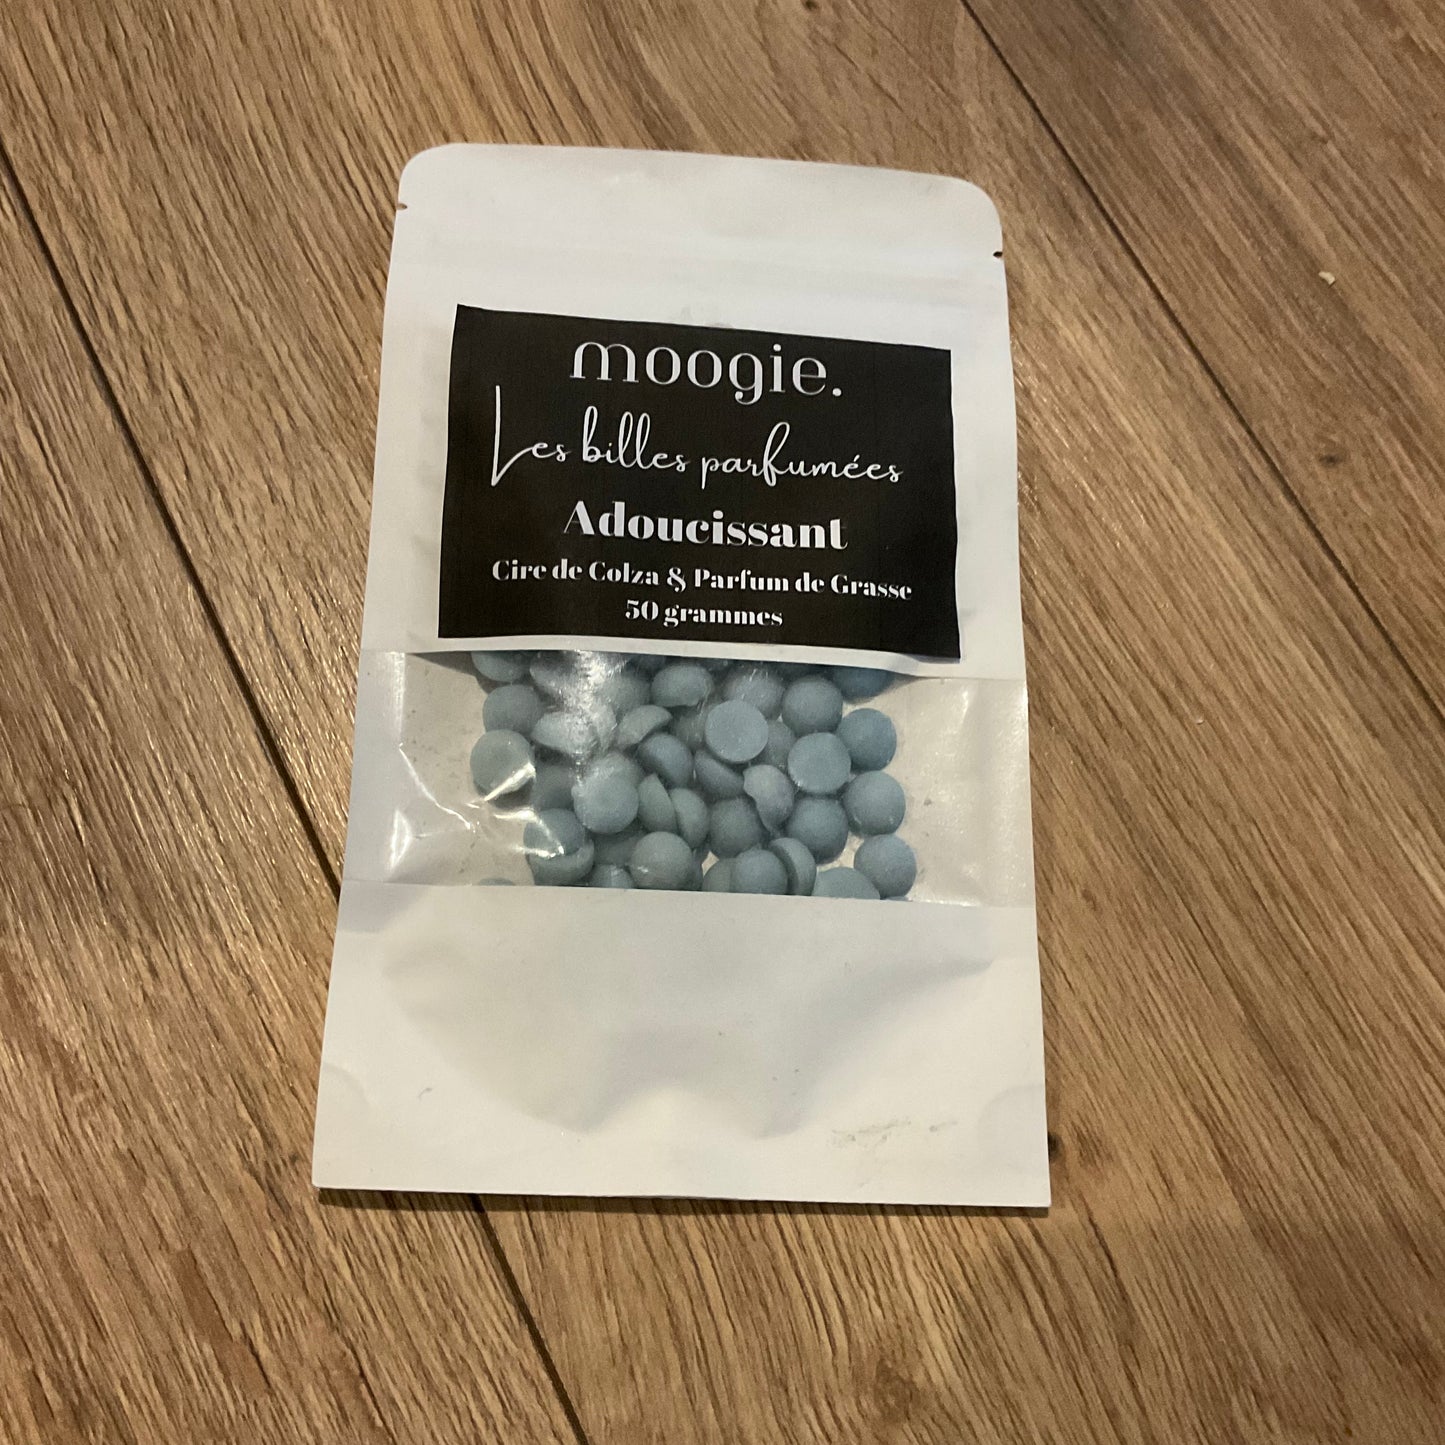 moogie.
Les billes parfumées
Adoucissant
Cire de Colza & Parfum de Grasse
50 grammes